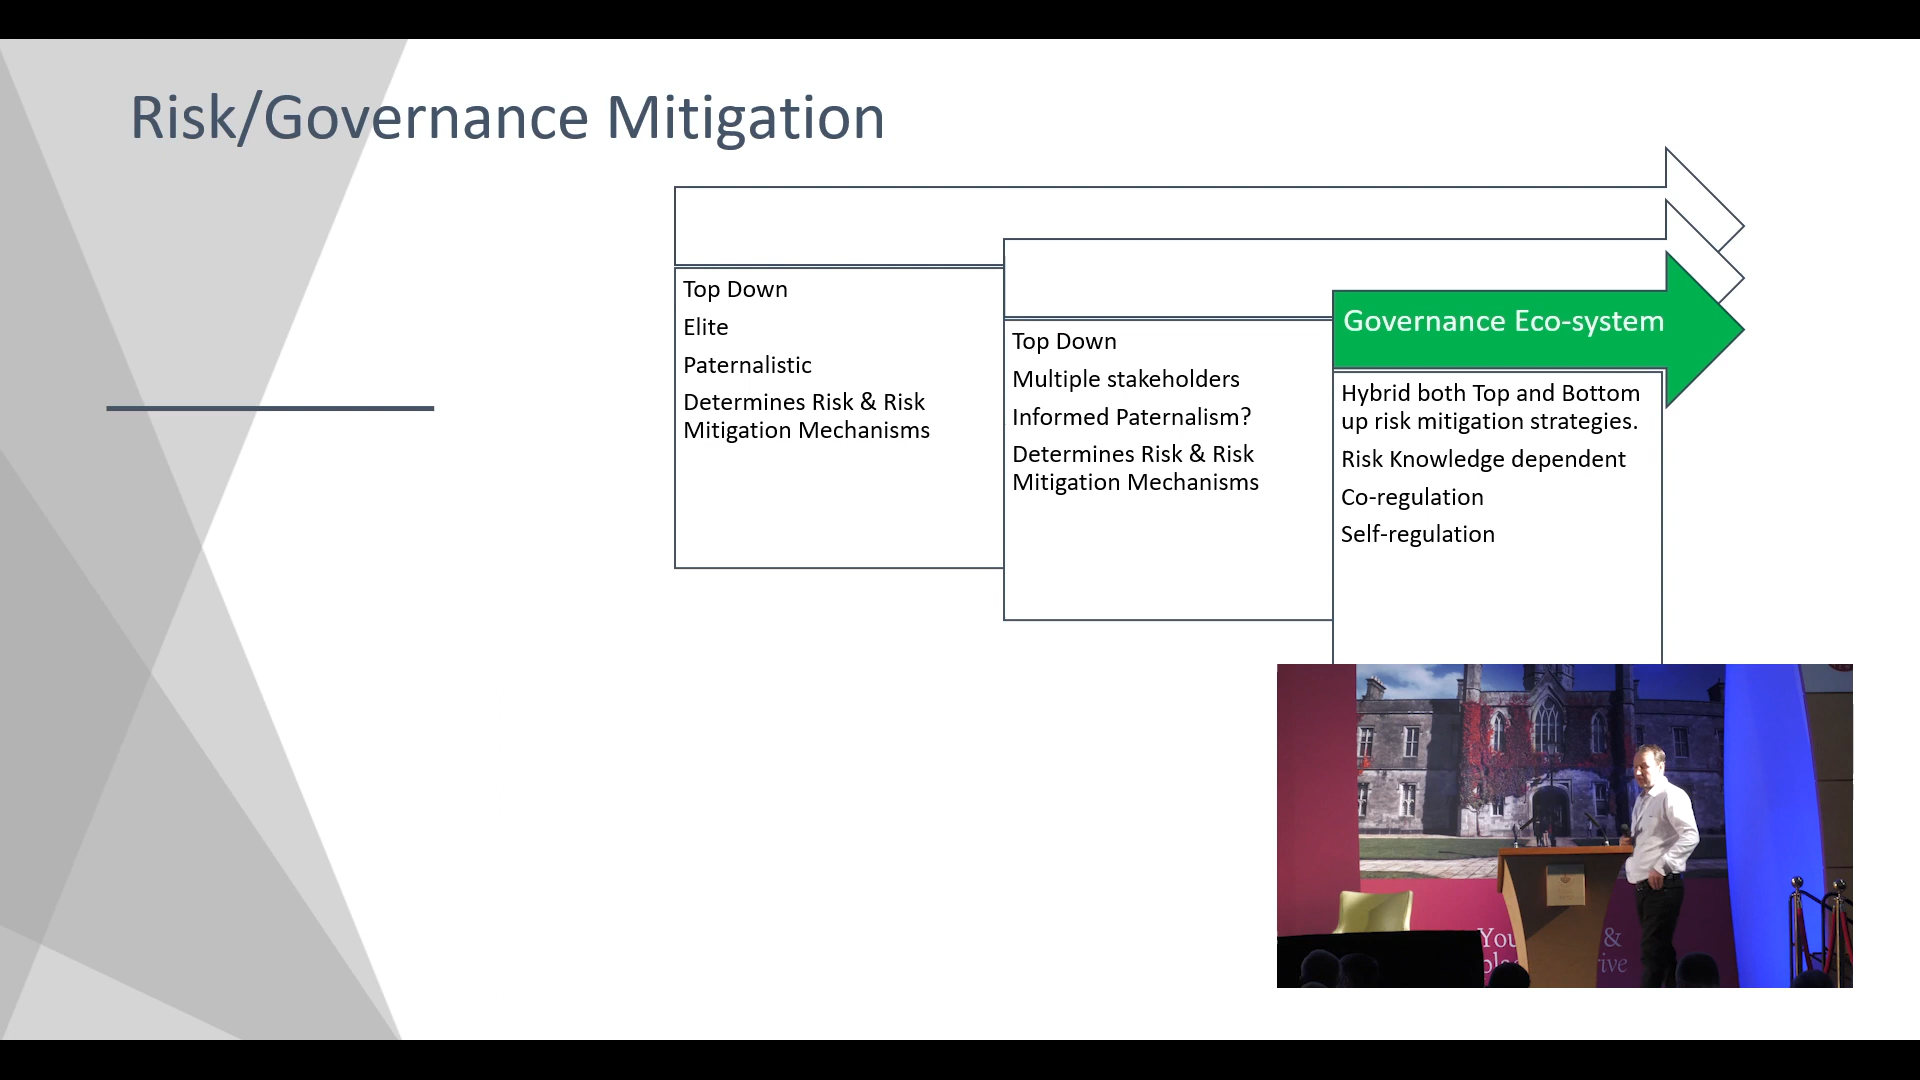 Risk/Governance Mitigation
Top Down
Elite
Paternalistic
Determines Risk & Risk
Mitigation Mechanisms
Top Down
Multiple stakeholders
Informed Paternalism?
Determines Risk & Risk
Mitigation Mechanisms
Governance Eco-system
Hybrid both Top and Bottom
up risk mitigation strategies.
Risk Knowledge dependent
Co-regulation
Self-regulation
&